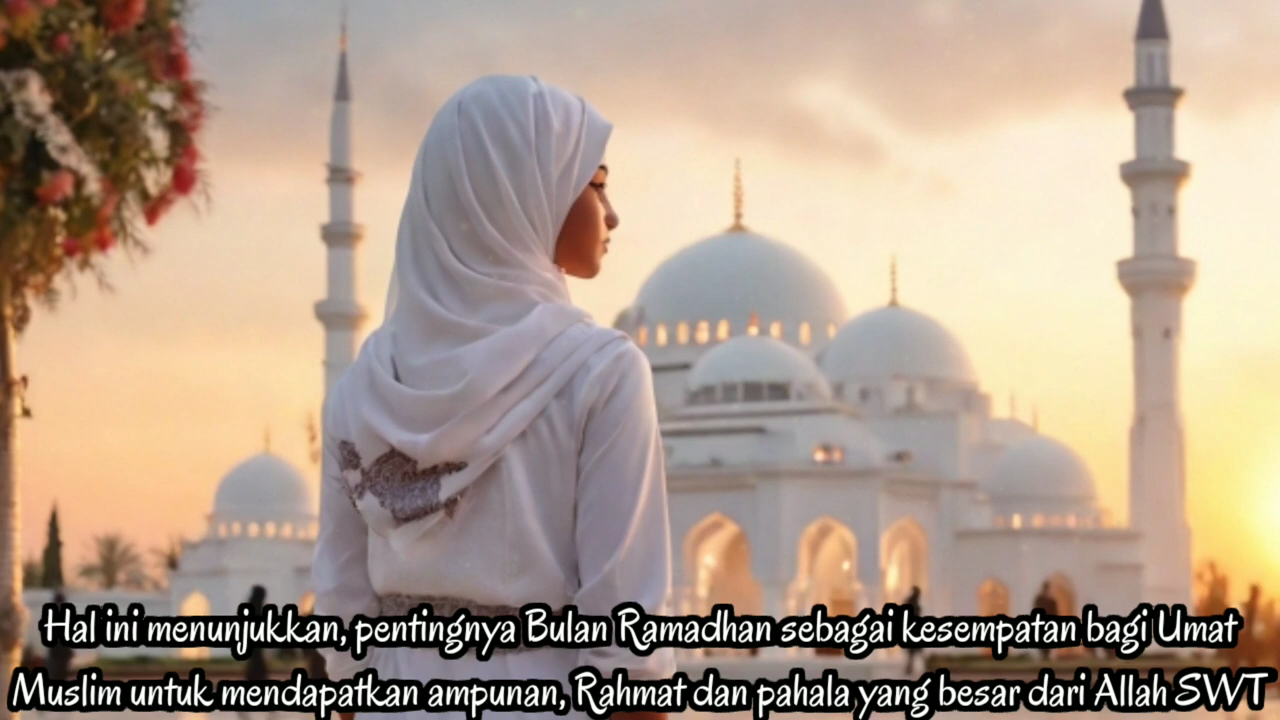 Hal ini menunjukkan, pentingnya Bulan Ramadhan sebagai kesempatan bagi Umat
Muslim untuk mendapatkan ampunan, Rahmat dan pahala yang besar dari Allah SWT